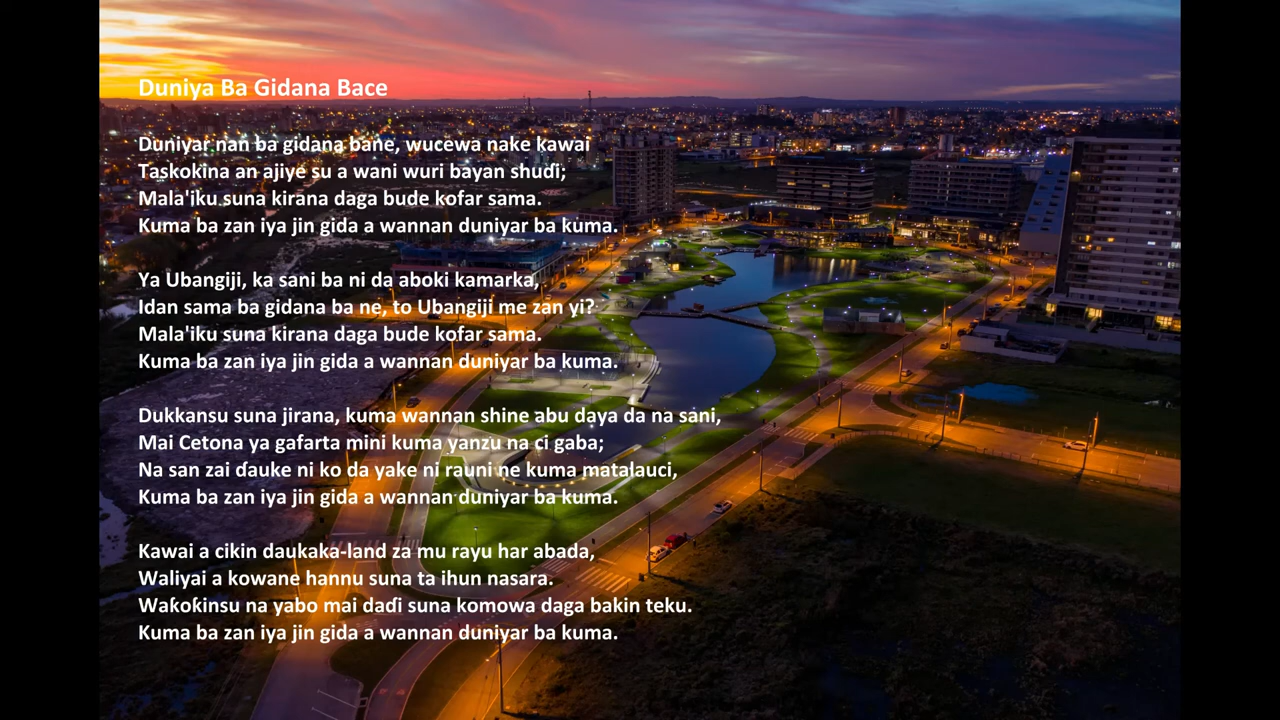 Duniya Ba Gidana Bace
Duniyar nan ba gidana bane, wucewa nake kawai
Taskokina an ajiye su a wani wuri bayan shuɗi;
Mala'iku suna kirana daga bude kofar sama.
Kuma ba zan iya jin gida a wannan duniyar ba kuma.
Ya Ubangiji, ka sani ba ni da aboki kamarka,
Idan sama ba gidana ba ne, to Ubangiji me zan yi?
Mala'iku suna kirana daga bude kofar sama.
Kuma ba zan iya jin gida a wannan duniyar ba kuma.
Dukkansu suna jirana, kuma wannan shine abu daya da na sani,
Mai Cetona ya gafarta mini kuma yanzu na ci gaba;
Na san zai ɗauke ni ko da yake ni rauni ne kuma matalauci,
Kuma ba zan iya jin gida a wannan duniyar ba kuma.
Kawai a cikin daukaka-land za mu rayu har abada,
Waliyai a kowane hannu suna ta ihun nasara.
Waƙoƙinsu na yabo mai daɗi suna komowa daga bakin teku.
Kuma ba zan iya jin gida a wannan duniyar ba kuma.